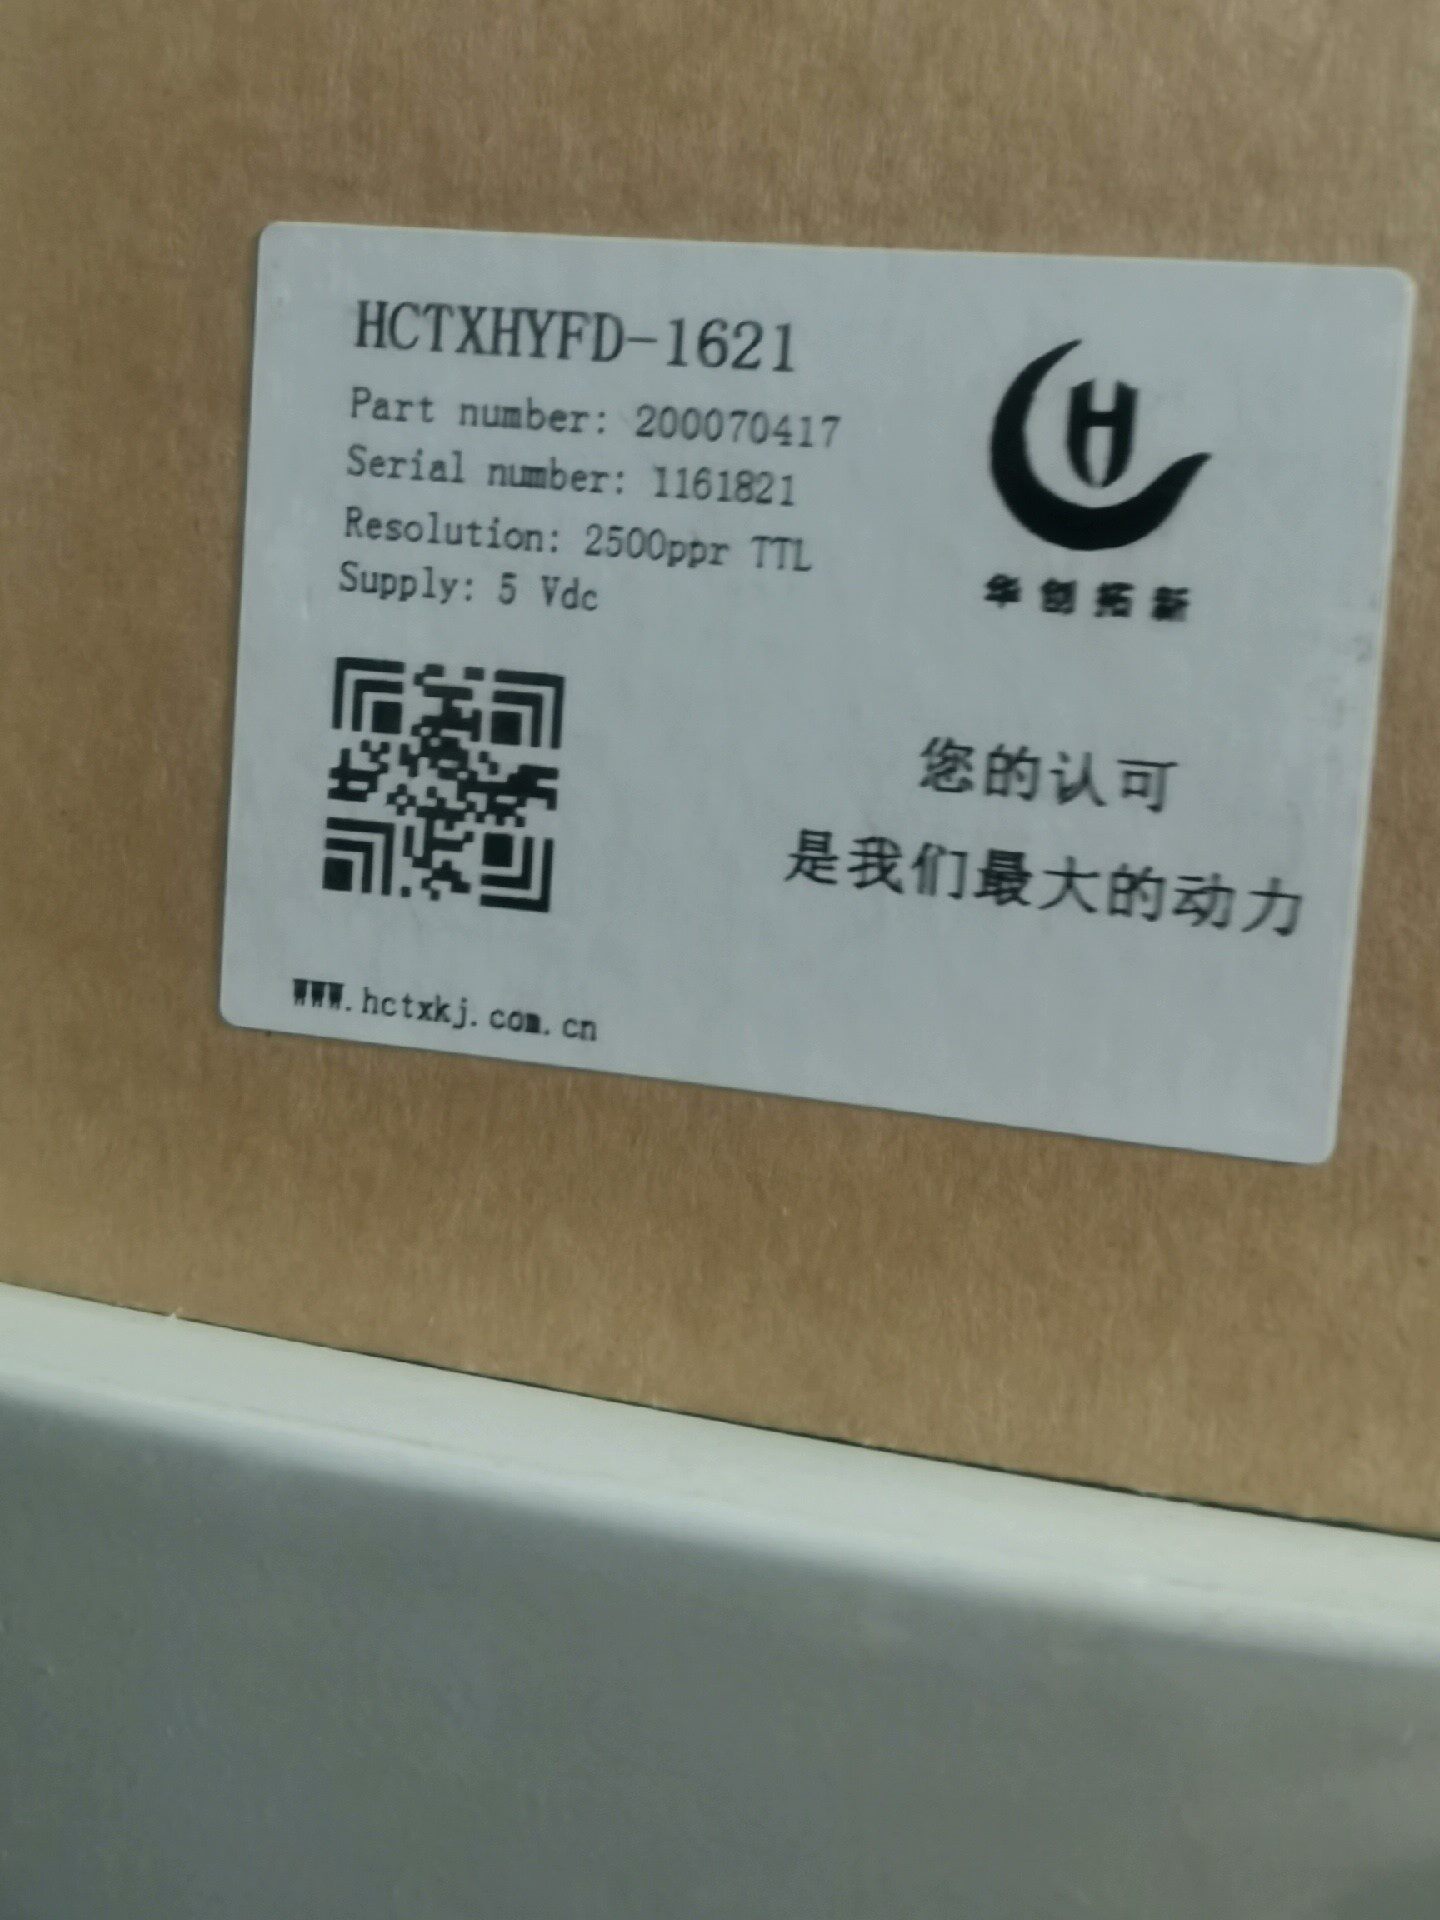 HCTXHYFD-1621
Part number: 200070417
Serial number: 1161821
Resolution: 2500ppr TTL
Supply: 5 Vdc
H
华创拓新
您的认可
是我们最大的动力
www.hctxkj.com.cn